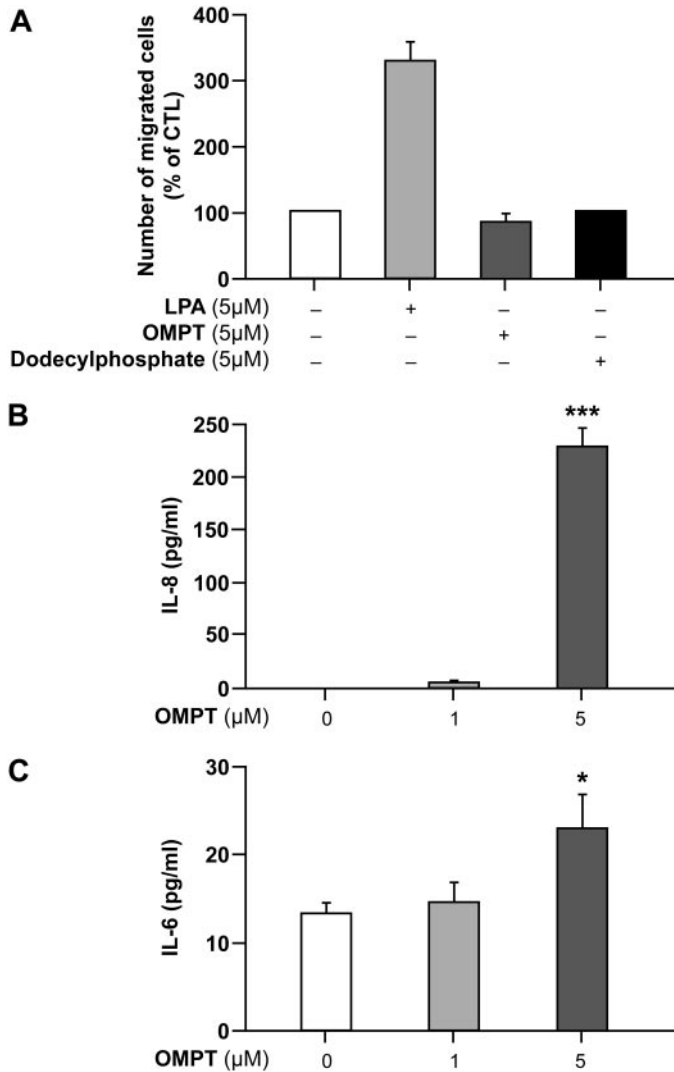 A
Number of migrated cells
(% of CTL)
400
300
200
100
0
LPA (5µM) – + – –
OMPT (5µM) – – + –
Dodecylphosphate (5µM) – – – +
B
***
IL-8 (pg/ml)
250
200
150
100
50
0
OMPT (µM) 0 1 5
C
*
IL-6 (pg/ml)
30
20
10
0
OMPT (µM) 0 1 5